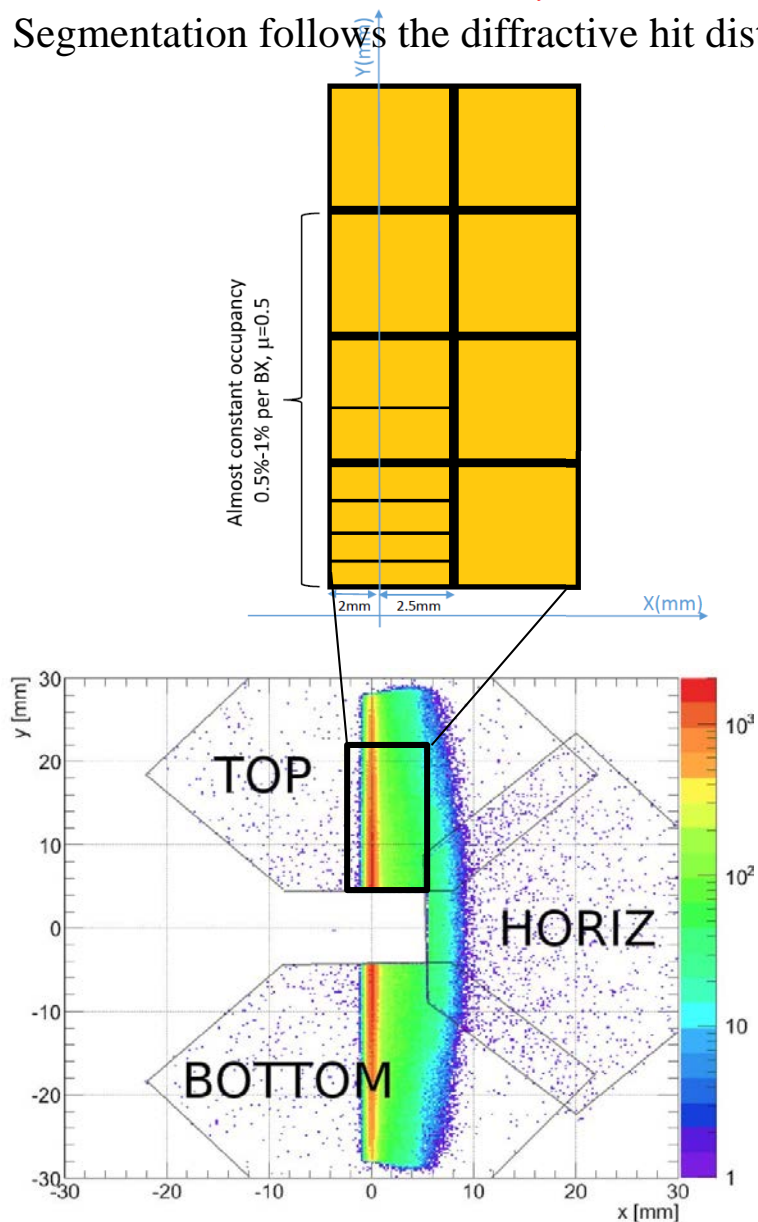 Segmentation follows the diffractive hit dis
Y(mm)
Almost constant occupancy
0.5%-1% per BX, μ=0.5
2mm
2.5mm
X(mm)
30
20
10
0
-10
-20
-30
y [mm]
TOP
HORIZ
BOTTOM
10³
10²
10
1
-30
-20
-10
0
10
20
30
x [mm]